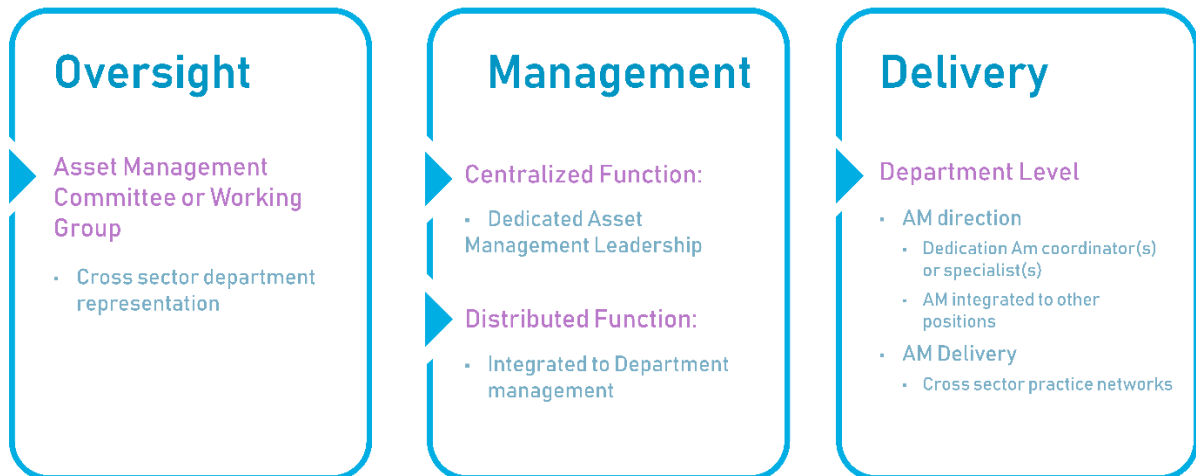 Oversight
Asset Management
Committee or Working
Group
▪ Cross sector department
representation
Management
Centralized Function:
▪ Dedicated Asset
Management Leadership
Distributed Function:
▪ Integrated to Department
management
Delivery
Department Level
▪ AM direction
▪ Dedication Am coordinator(s)
or specialist(s)
▪ AM integrated to other
positions
▪ AM Delivery
▪ Cross sector practice networks